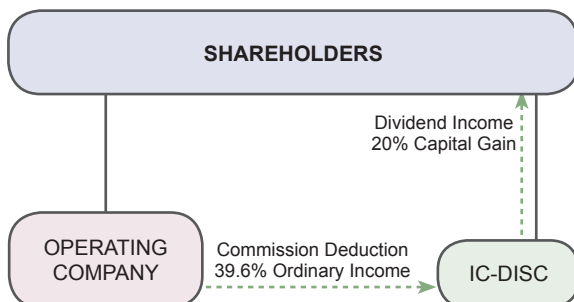 SHAREHOLDERS
Dividend Income
20% Capital Gain
OPERATING
COMPANY
Commission Deduction
39.6% Ordinary Income
IC-DISC